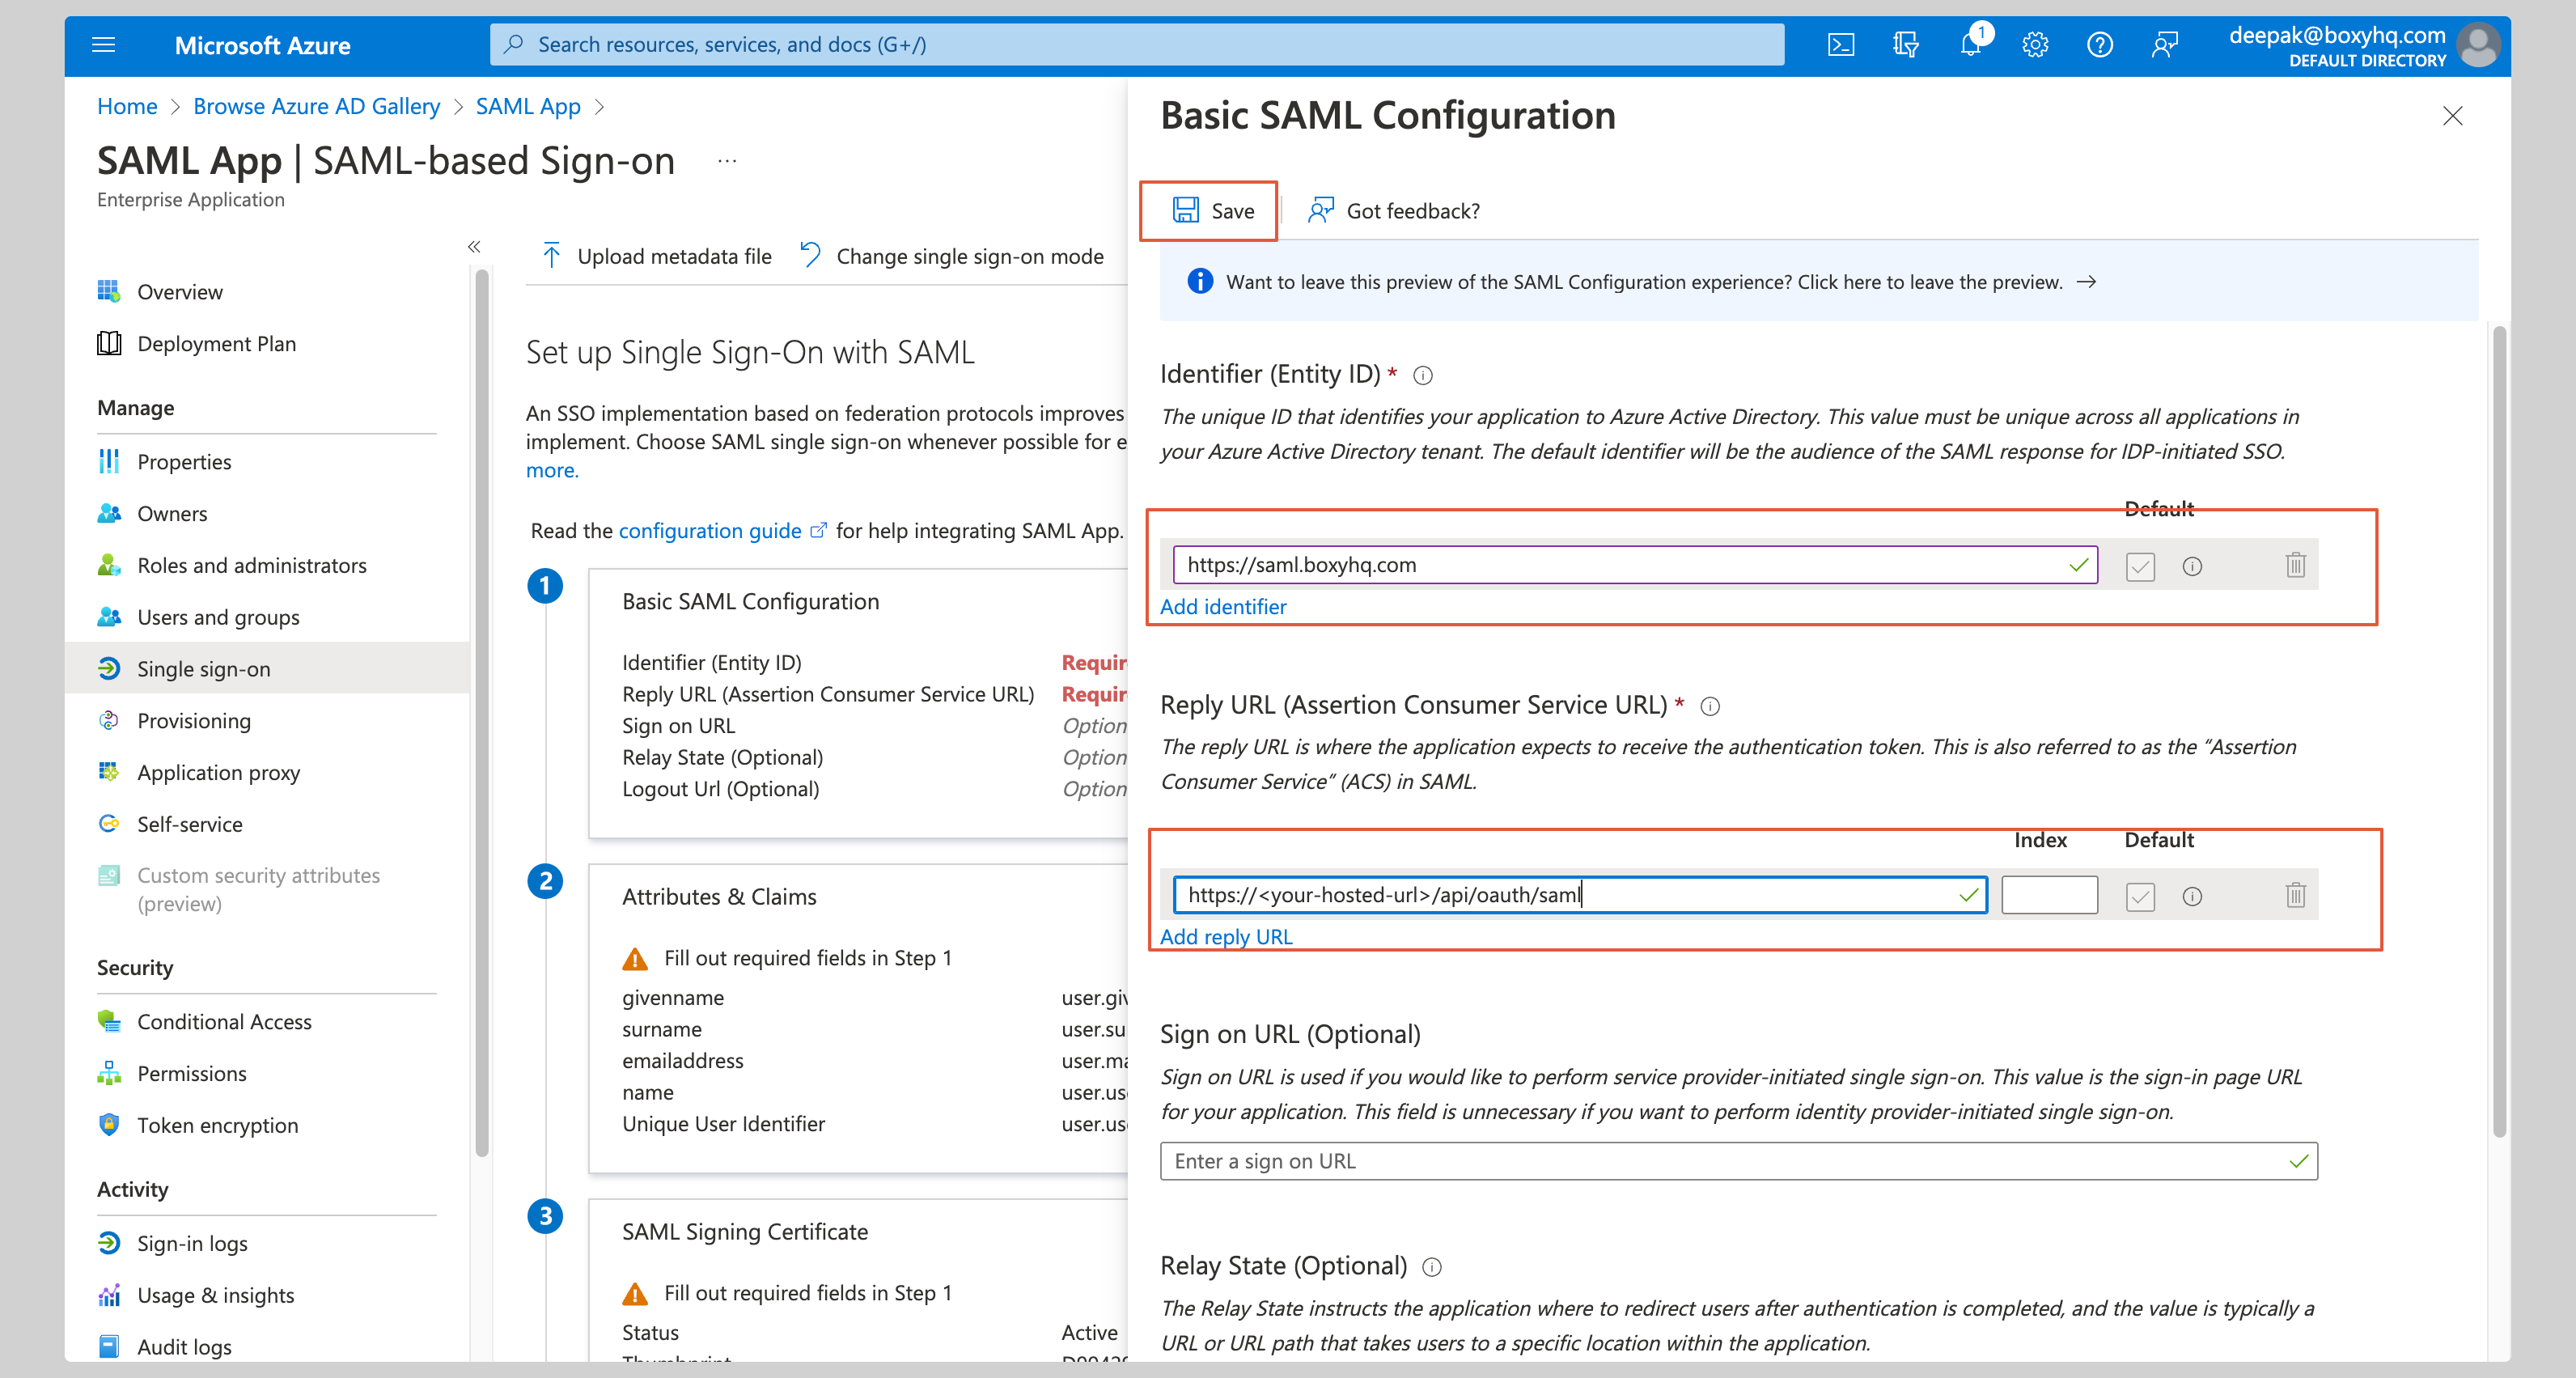 Microsoft Azure
Search resources, services, and docs (G+/)
1
deepak@boxyhq.com
DEFAULT DIRECTORY
Home > Browse Azure AD Gallery > SAML App >
SAML App | SAML-based Sign-on ...
Enterprise Application
«
Overview
Deployment Plan
Manage
Properties
Owners
Roles and administrators
Users and groups
Single sign-on
Provisioning
Application proxy
Self-service
Custom security attributes
(preview)
Security
Conditional Access
Permissions
Token encryption
Activity
Sign-in logs
Usage & insights
Audit logs
Upload metadata file
Change single sign-on mode
Set up Single Sign-On with SAML
An SSO implementation based on federation protocols improves
implement. Choose SAML single sign-on whenever possible for e
more.
Read the configuration guide for help integrating SAML App.
1
Basic SAML Configuration
Identifier (Entity ID) Requir
Reply URL (Assertion Consumer Service URL) Requir
Sign on URL Option
Relay State (Optional) Option
Logout Url (Optional) Option
2
Attributes & Claims
Fill out required fields in Step 1
givenname user.giv
surname user.su
emailaddress user.ma
name user.use
Unique User Identifier user.use
3
SAML Signing Certificate
Fill out required fields in Step 1
Status Active
Basic SAML Configuration
Save
Got feedback?
Want to leave this preview of the SAML Configuration experience? Click here to leave the preview. →
Identifier (Entity ID) *
The unique ID that identifies your application to Azure Active Directory. This value must be unique across all applications in
your Azure Active Directory tenant. The default identifier will be the audience of the SAML response for IDP-initiated SSO.
Default
https://saml.boxyhq.com
Add identifier
Reply URL (Assertion Consumer Service URL) *
The reply URL is where the application expects to receive the authentication token. This is also referred to as the “Assertion
Consumer Service” (ACS) in SAML.
Index Default
https://<your-hosted-url>/api/oauth/saml
Add reply URL
Sign on URL (Optional)
Sign on URL is used if you would like to perform service provider-initiated single sign-on. This value is the sign-in page URL
for your application. This field is unnecessary if you want to perform identity provider-initiated single sign-on.
Enter a sign on URL
Relay State (Optional)
The Relay State instructs the application where to redirect users after authentication is completed, and the value is typically a
URL or URL path that takes users to a specific location within the application.